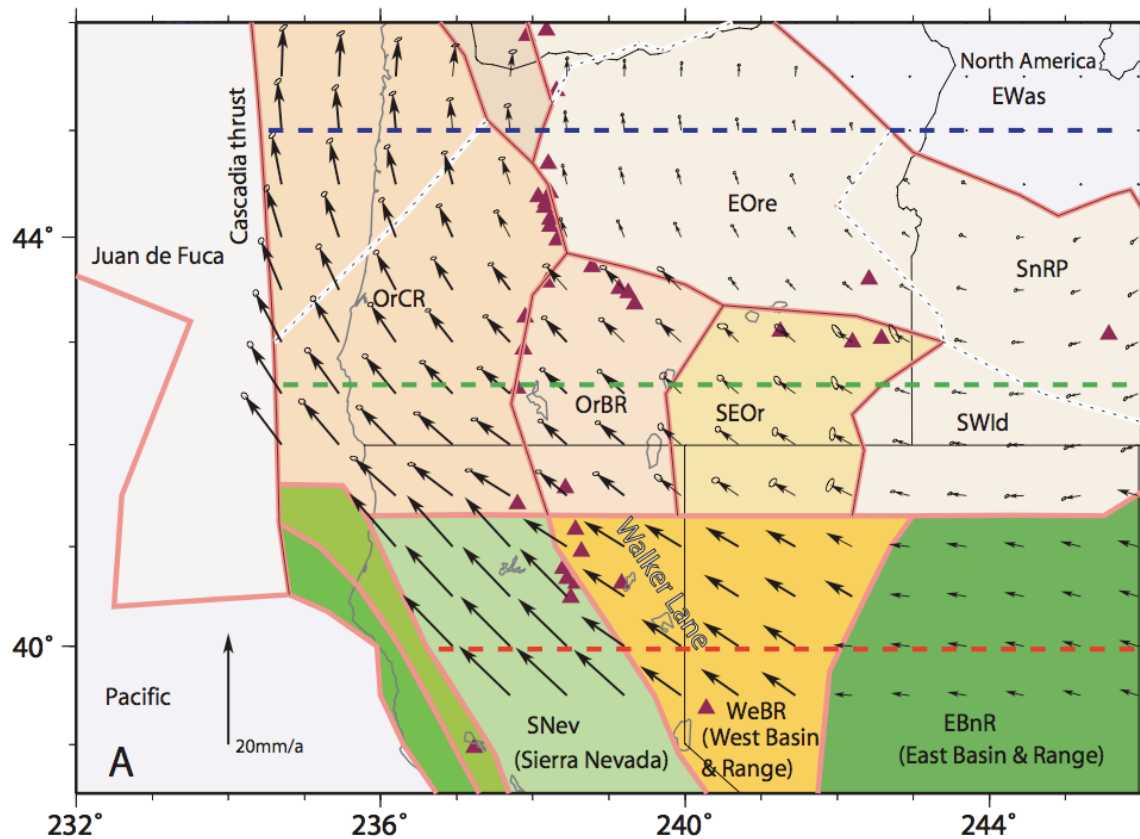 North America
EWas
Cascadia thrust
44˚
Juan de Fuca
EOre
SnRP
OrCR
OrBR
SEOr
SWId
Walker Lane
40˚
Pacific
20mm/a
A
SNev
(Sierra Nevada)
WeBR
(West Basin
& Range)
EBnR
(East Basin & Range)
232˚ 236˚ 240˚ 244˚